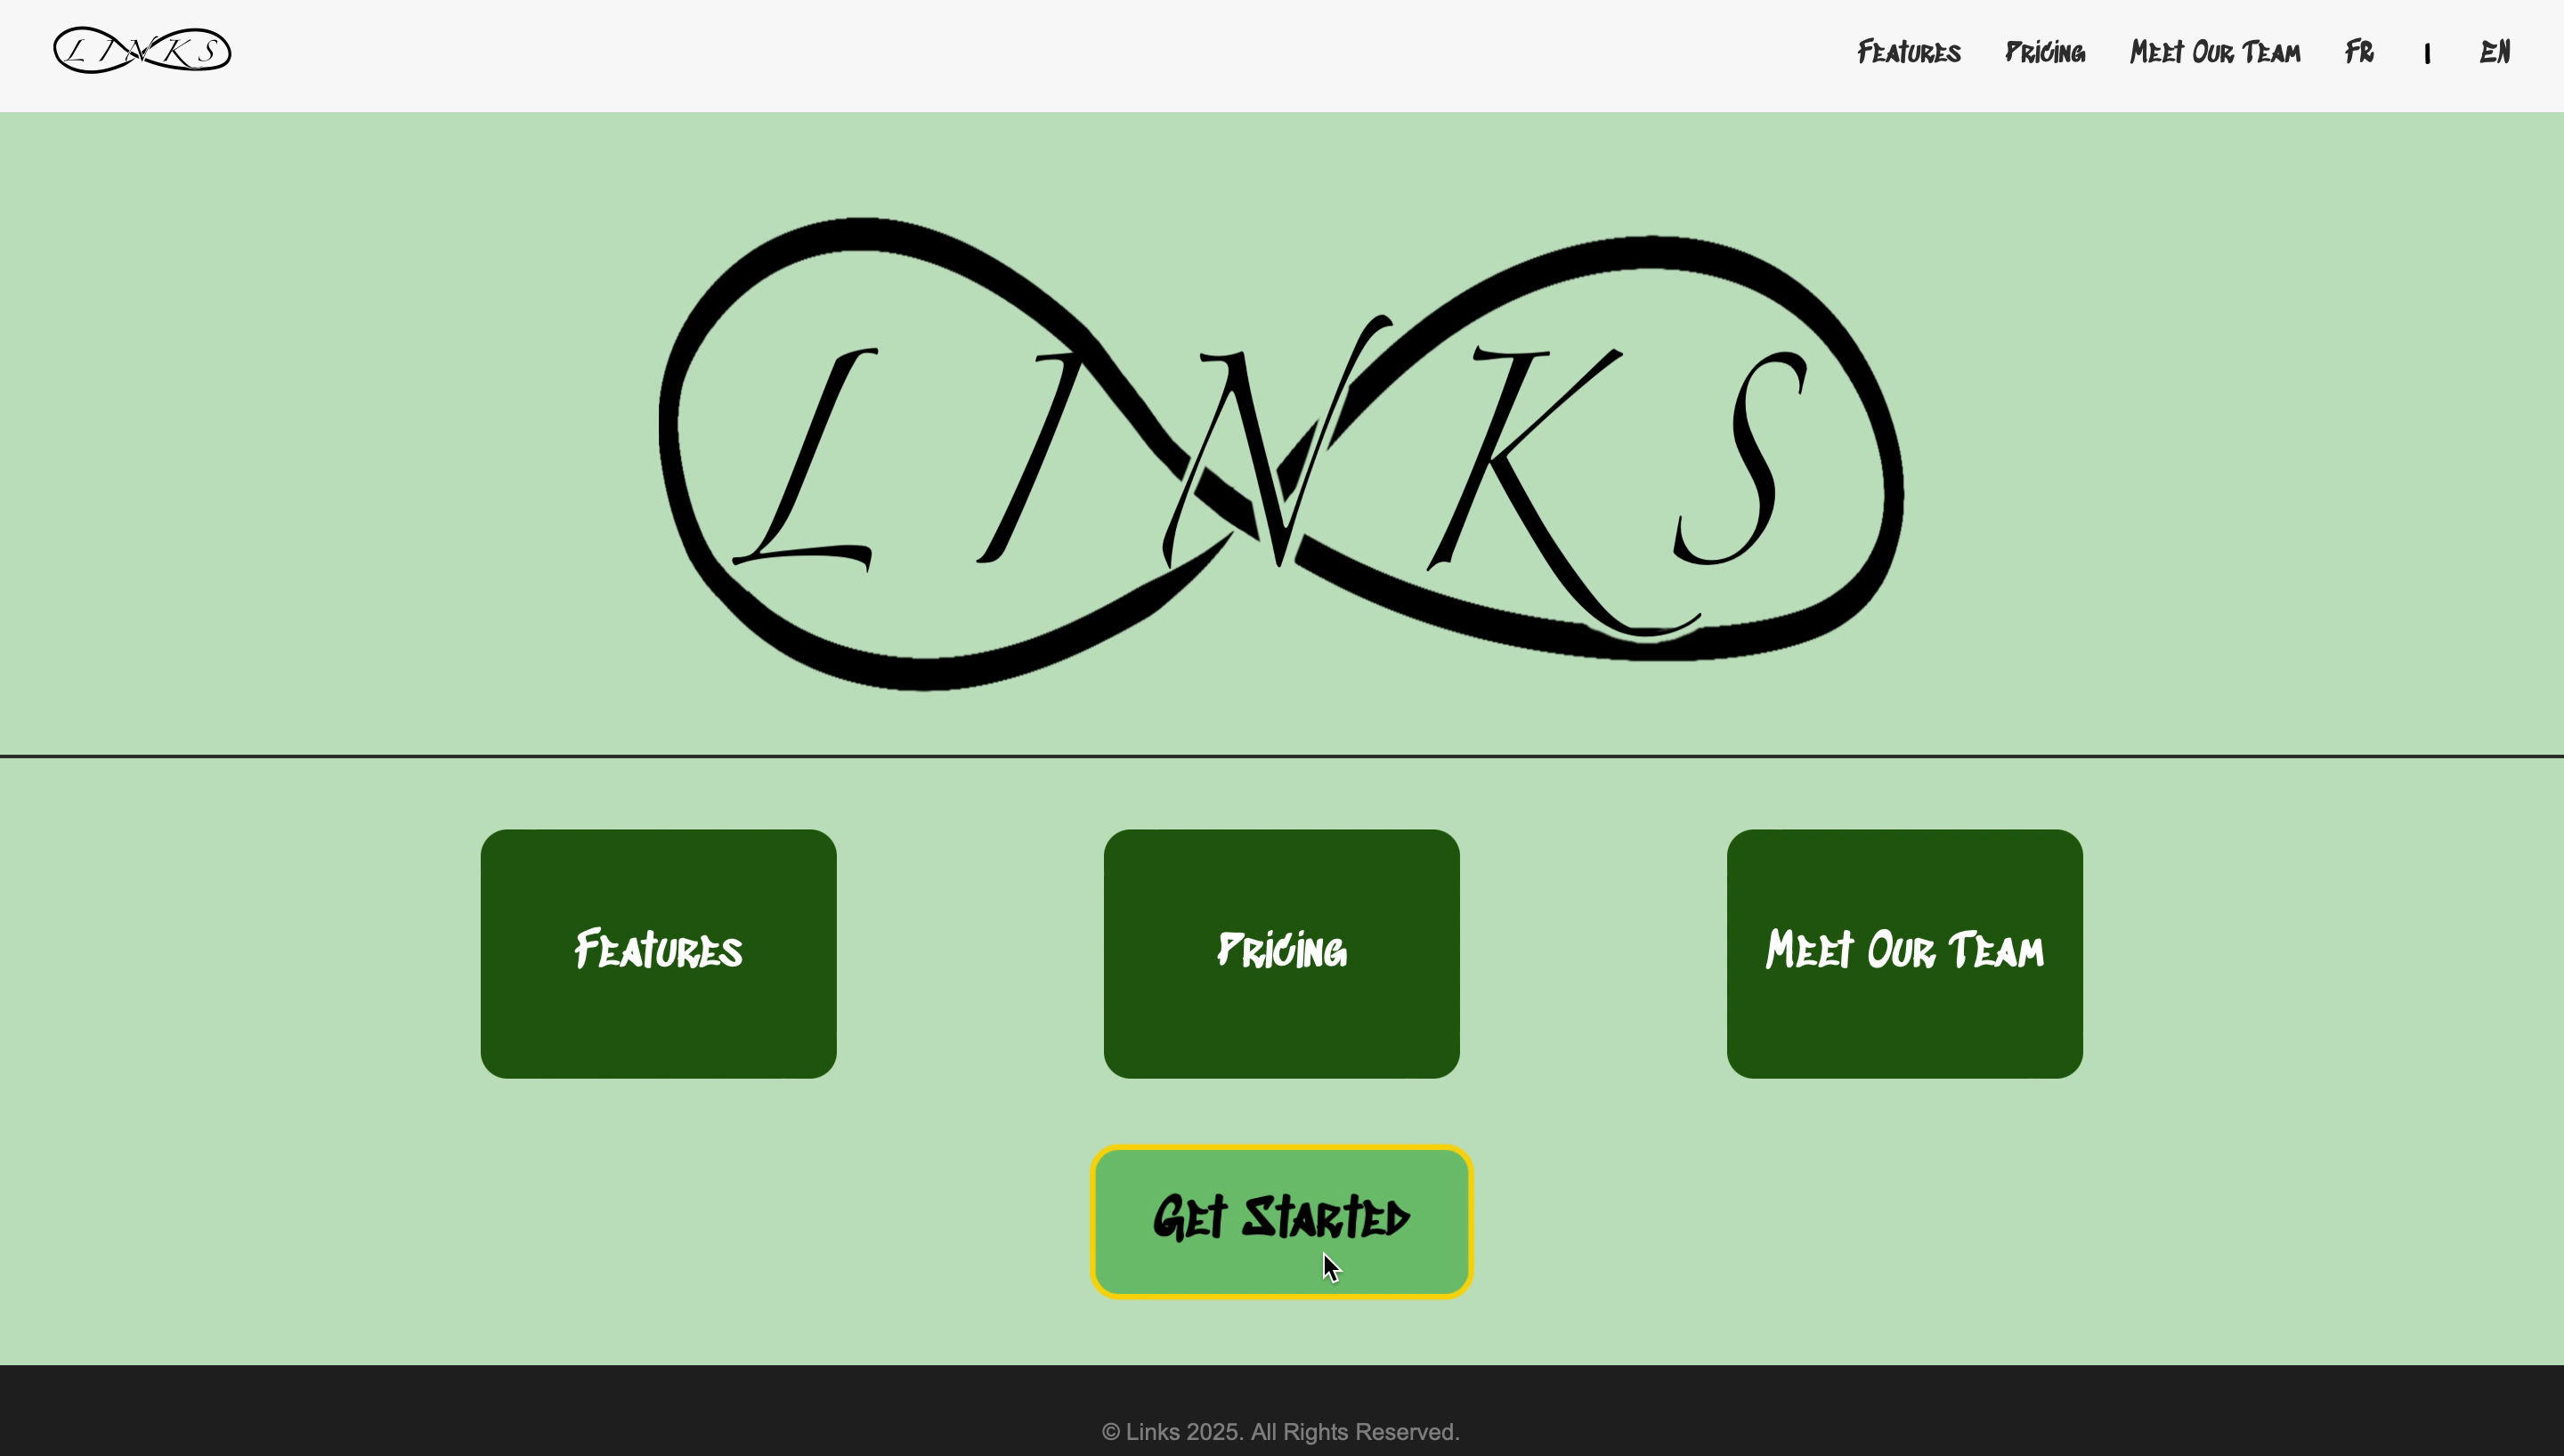 LINKS
Features Pricing Meet Our Team FR | EN
LINKS
Features Pricing Meet Our Team
Get Started
© Links 2025. All Rights Reserved.